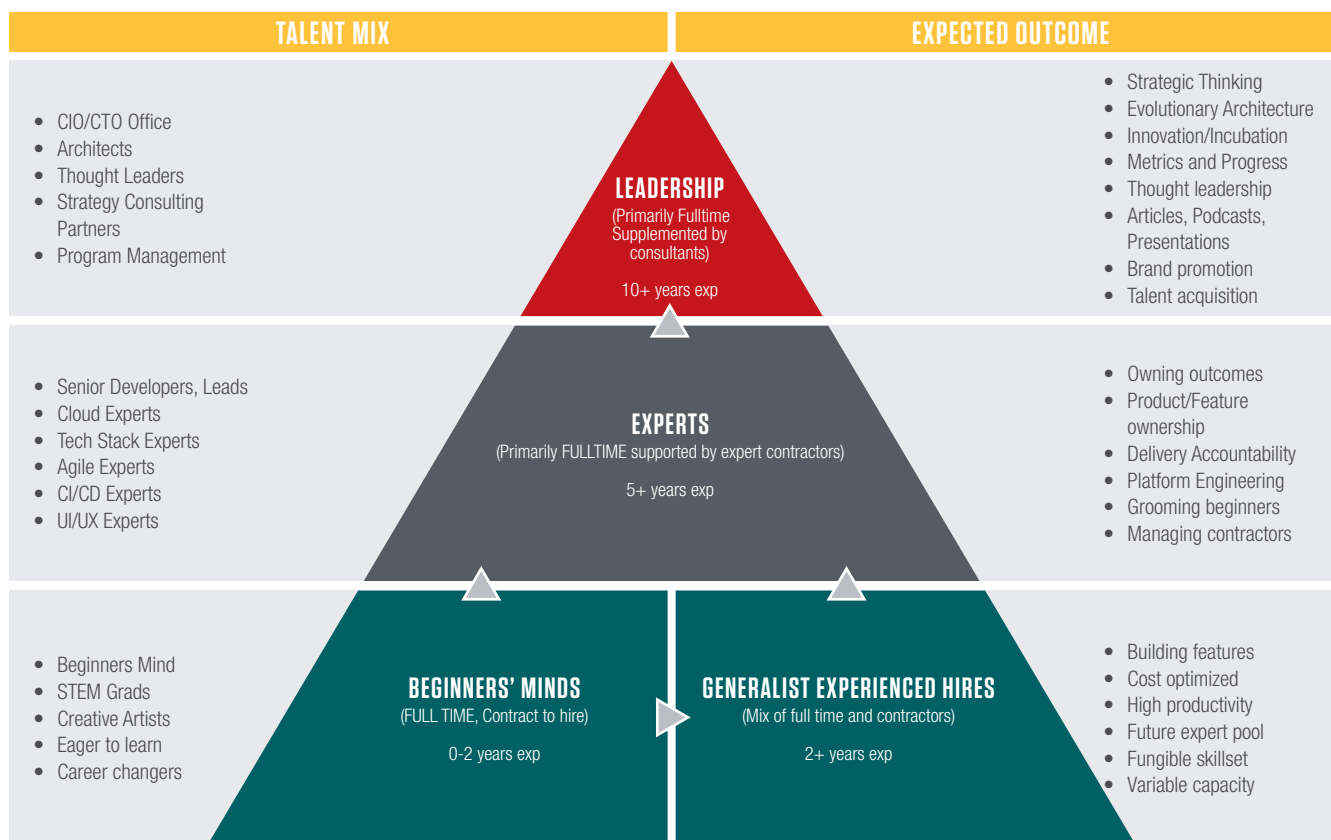 TALENT MIX
EXPECTED OUTCOME
• CIO/CTO Office
• Architects
• Thought Leaders
• Strategy Consulting
Partners
• Program Management
LEADERSHIP
(Primarily Fulltime
Supplemented by
consultants)
10+ years exp
• Strategic Thinking
• Evolutionary Architecture
• Innovation/Incubation
• Metrics and Progress
• Thought leadership
• Articles, Podcasts,
Presentations
• Brand promotion
• Talent acquisition
• Senior Developers, Leads
• Cloud Experts
• Tech Stack Experts
• Agile Experts
• CI/CD Experts
• UI/UX Experts
EXPERTS
(Primarily FULLTIME supported by expert contractors)
5+ years exp
• Owning outcomes
• Product/Feature
ownership
• Delivery Accountability
• Platform Engineering
• Grooming beginners
• Managing contractors
• Beginners Mind
• STEM Grads
• Creative Artists
• Eager to learn
• Career changers
BEGINNERS’ MINDS
(FULL TIME, Contract to hire)
0-2 years exp
GENERALIST EXPERIENCED HIRES
(Mix of full time and contractors)
2+ years exp
• Building features
• Cost optimized
• High productivity
• Future expert pool
• Fungible skillset
• Variable capacity